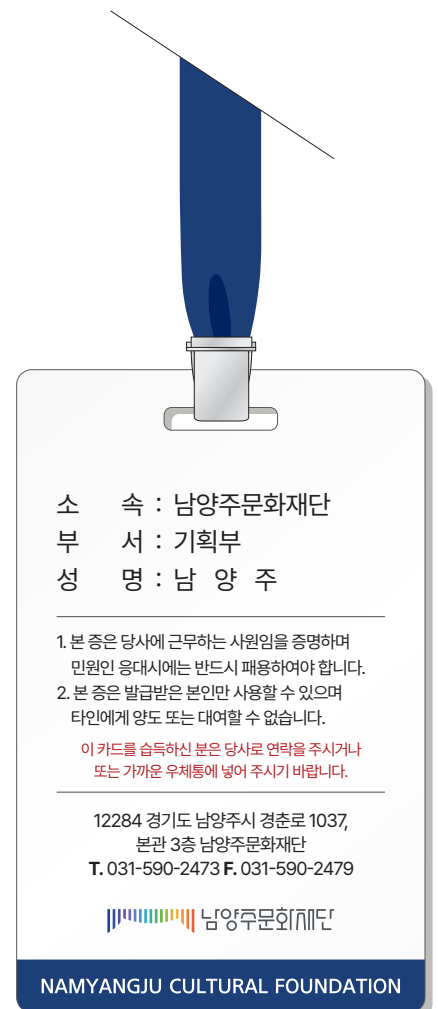 소 속 : 남양주문화재단
부 서 : 기획부
성 명 : 남 양 주
1. 본 증은 당사에 근무하는 사원임을 증명하며
민원인 응대시에는 반드시 패용하여야 합니다.
2. 본 증은 발급받은 본인만 사용할 수 있으며
타인에게 양도 또는 대여할 수 없습니다.
이 카드를 습득하신 분은 당사로 연락을 주시거나
또는 가까운 우체통에 넣어 주시기 바랍니다.
12284 경기도 남양주시 경춘로 1037,
본관 3층 남양주문화재단
T. 031-590-2473 F. 031-590-2479
남양주문화재단
NAMYANGJU CULTURAL FOUNDATION